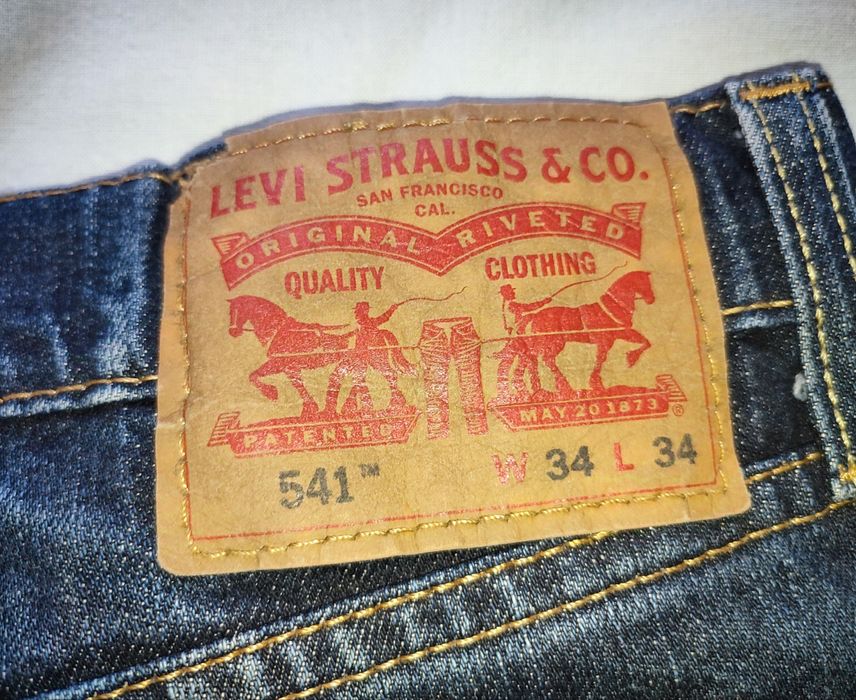 LEVI STRAUSS & CO.
SAN FRANCISCO
CAL.
ORIGINAL RIVETED
QUALITY CLOTHING
PATENTED MAY 20 1873 ®
541™ W 34 L 34